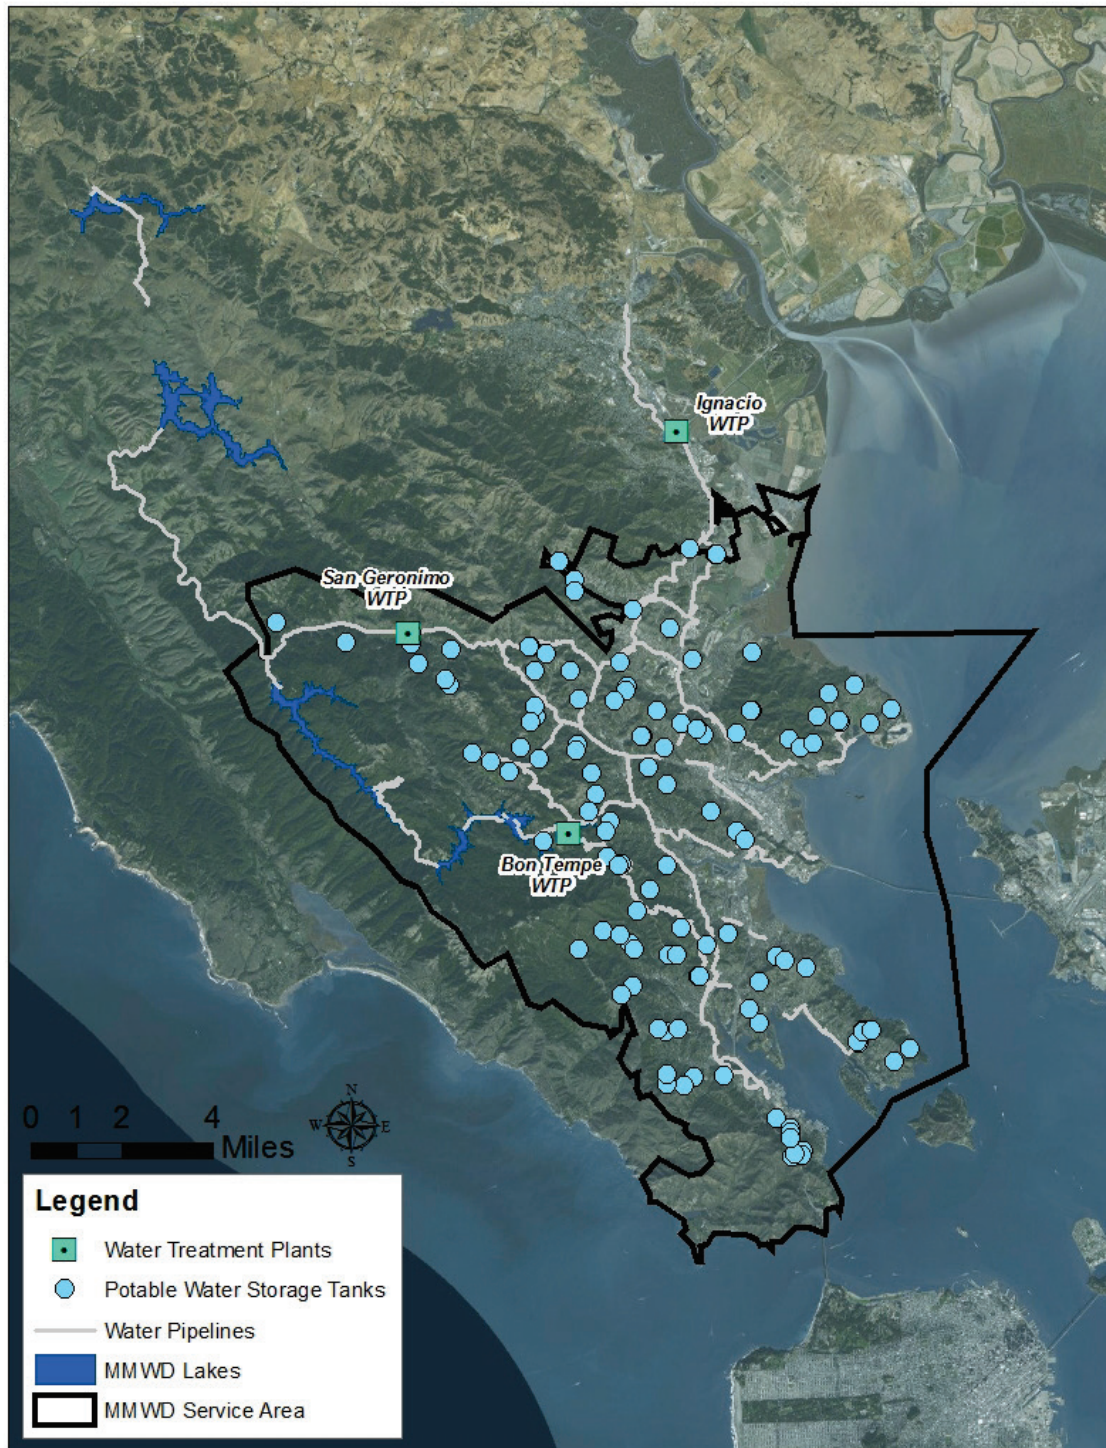 Ignacio
WTP
San Geronimo
WTP
Bon Tempe
WTP
N
W E
S
0 1 2 4
Miles
Legend
Water Treatment Plants
Potable Water Storage Tanks
Water Pipelines
MMWD Lakes
MMWD Service Area